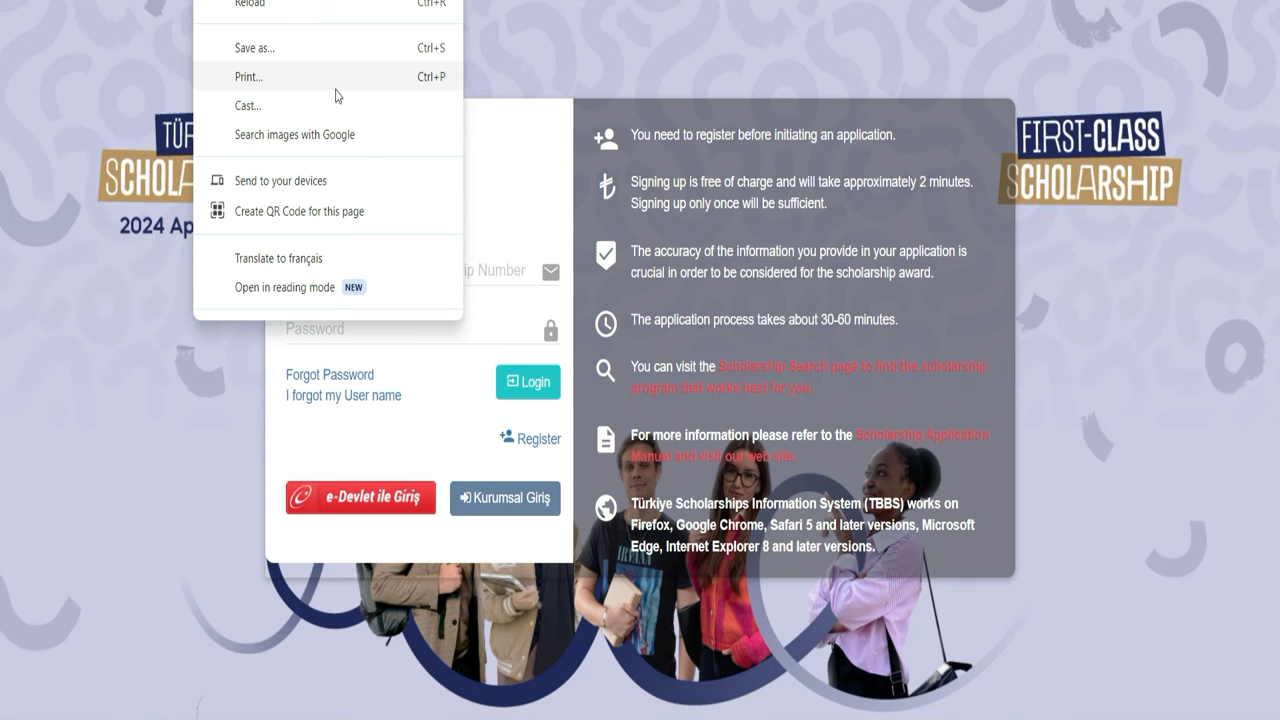 Reload Ctrl+R
Save as... Ctrl+S
Print... Ctrl+P
Cast...
Search images with Google
Send to your devices
Create QR Code for this page
Translate to français
Open in reading mode NEW
TÜR
SCHOLA
2024 Ap
ip Number
Password
Forgot Password
I forgot my User name
Login
Register
e-Devlet ile Giriş
Kurumsal Giriş
You need to register before initiating an application.
Signing up is free of charge and will take approximately 2 minutes.
Signing up only once will be sufficient.
The accuracy of the information you provide in your application is
crucial in order to be considered for the scholarship award.
The application process takes about 30-60 minutes.
You can visit the Scholarship Search page to find the scholarship
program that works best for you.
For more information please refer to the Scholarship Application
Manuel and visit our web site.
Türkiye Scholarships Information System (TBBS) works on
Firefox, Google Chrome, Safari 5 and later versions, Microsoft
Edge, Internet Explorer 8 and later versions.
NIRVANA
FIRST-CLASS
SCHOLARSHIP